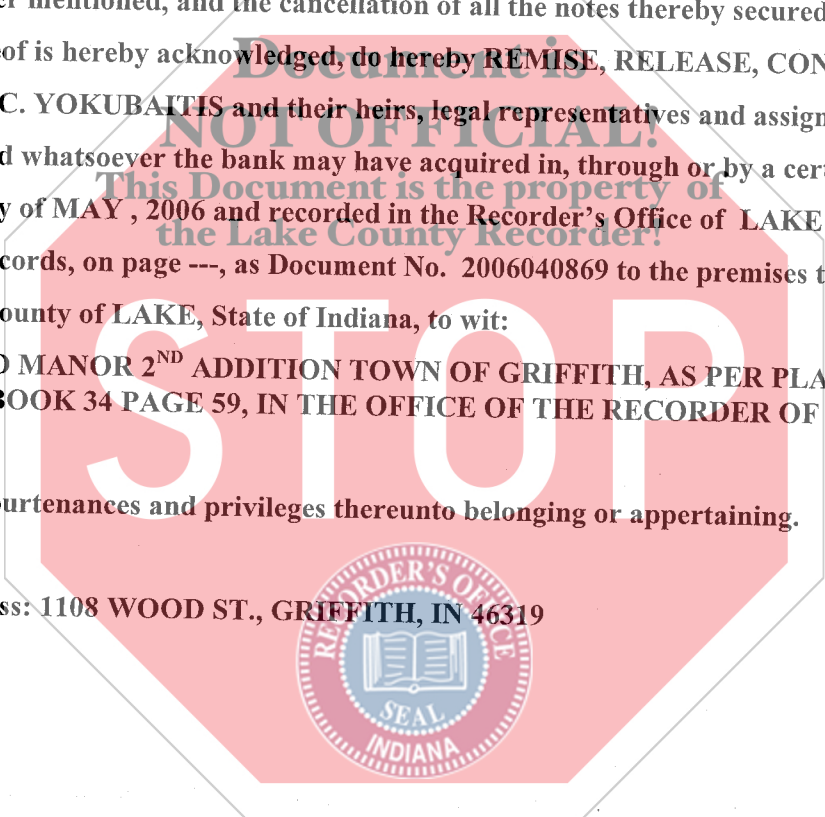 er mentioned, and the cancellation of all the notes thereby secured
eof is hereby acknowledged, do hereby REMISE, RELEASE, CON
C. YOKUBAITIS and their heirs, legal representatives and assign
d whatsoever the bank may have acquired in, through or by a cer
y of MAY , 2006 and recorded in the Recorder's Office of LAKE
cords, on page ---, as Document No. 2006040869 to the premises t
ounty of LAKE, State of Indiana, to wit:
D MANOR 2ND ADDITION TOWN OF GRIFFITH, AS PER PLA
BOOK 34 PAGE 59, IN THE OFFICE OF THE RECORDER OF
purtenances and privileges thereunto belonging or appertaining.
ss: 1108 WOOD ST., GRIFFITH, IN 46319
Document is
NOT OFFICIAL!
This Document is the property of
the Lake County Recorder!
STOP
RECORDER'S OFFICE
SEAL
INDIANA